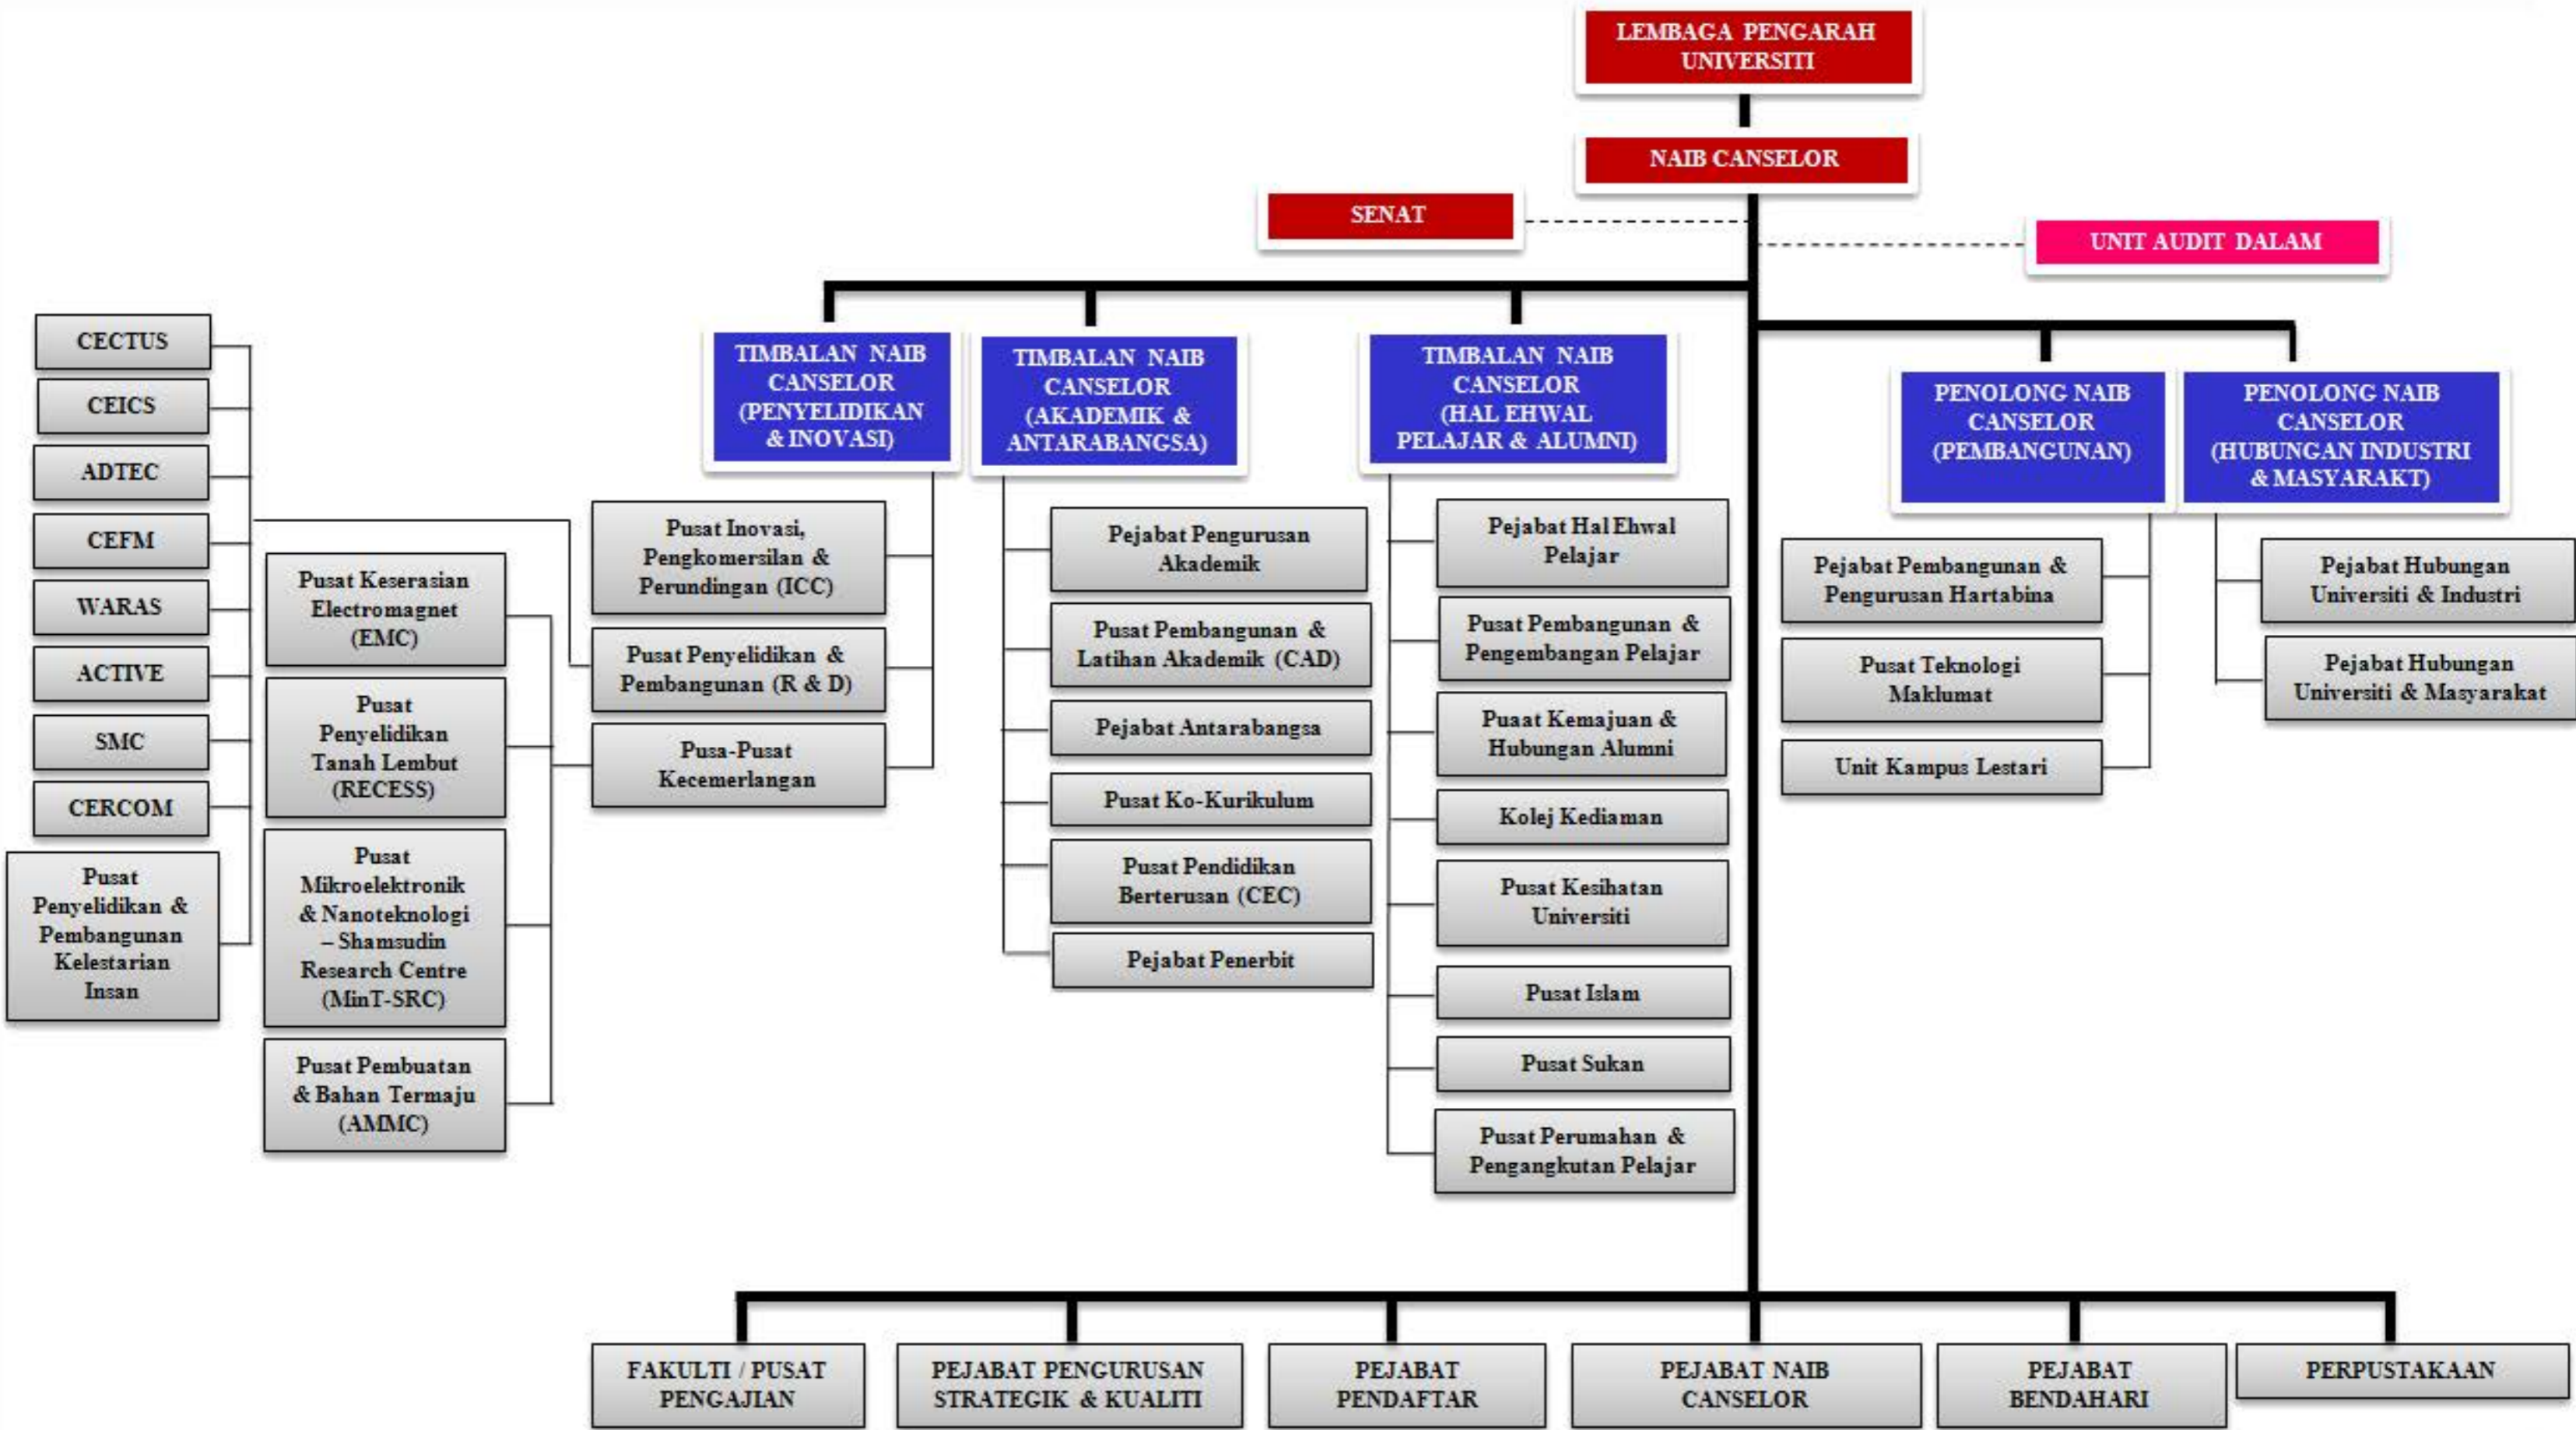 LEMBAGA PENGARAH
UNIVERSITI
NAIB CANSELOR
SENAT
UNIT AUDIT DALAM
TIMBALAN NAIB
CANSELOR
(PENYELIDIKAN
& INOVASI)
TIMBALAN NAIB
CANSELOR
(AKADEMIK &
ANTARABANGSA)
TIMBALAN NAIB
CANSELOR
(HAL EHWAL
PELAJAR & ALUMNI)
PENOLONG NAIB
CANSELOR
(PEMBANGUNAN)
PENOLONG NAIB
CANSELOR
(HUBUNGAN INDUSTRI
& MASYARAKT)
CECTUS
CEICS
ADTEC
CEFM
WARAS
ACTIVE
SMC
CERCOM
Pusat
Penyelidikan &
Pembangunan
Kelestarian
Insan
Pusat Keserasian
Electromagnet
(EMC)
Pusat
Penyelidikan
Tanah Lembut
(RECESS)
Pusat
Mikroelektronik
& Nanoteknologi
– Shamsudin
Research Centre
(MinT-SRC)
Pusat Pembuatan
& Bahan Termaju
(AMMC)
Pusat Inovasi,
Pengkomersilan &
Perundingan (ICC)
Pusat Penyelidikan &
Pembangunan (R & D)
Pusa-Pusat
Kecemerlangan
Pejabat Pengurusan
Akademik
Pusat Pembangunan &
Latihan Akademik (CAD)
Pejabat Antarabangsa
Pusat Ko-Kurikulum
Pusat Pendidikan
Berterusan (CEC)
Pejabat Penerbit
Pejabat Hal Ehwal
Pelajar
Pusat Pembangunan &
Pengembangan Pelajar
Puaat Kemajuan &
Hubungan Alumni
Kolej Kediaman
Pusat Kesihatan
Universiti
Pusat Islam
Pusat Sukan
Pusat Perumahan &
Pengangkutan Pelajar
Pejabat Pembangunan &
Pengurusan Hartabina
Pusat Teknologi
Maklumat
Unit Kampus Lestari
Pejabat Hubungan
Universiti & Industri
Pejabat Hubungan
Universiti & Masyarakat
FAKULTI / PUSAT
PENGAJIAN
PEJABAT PENGURUSAN
STRATEGIK & KUALITI
PEJABAT
PENDAFTAR
PEJABAT NAIB
CANSELOR
PEJABAT
BENDAHARI
PERPUSTAKAAN